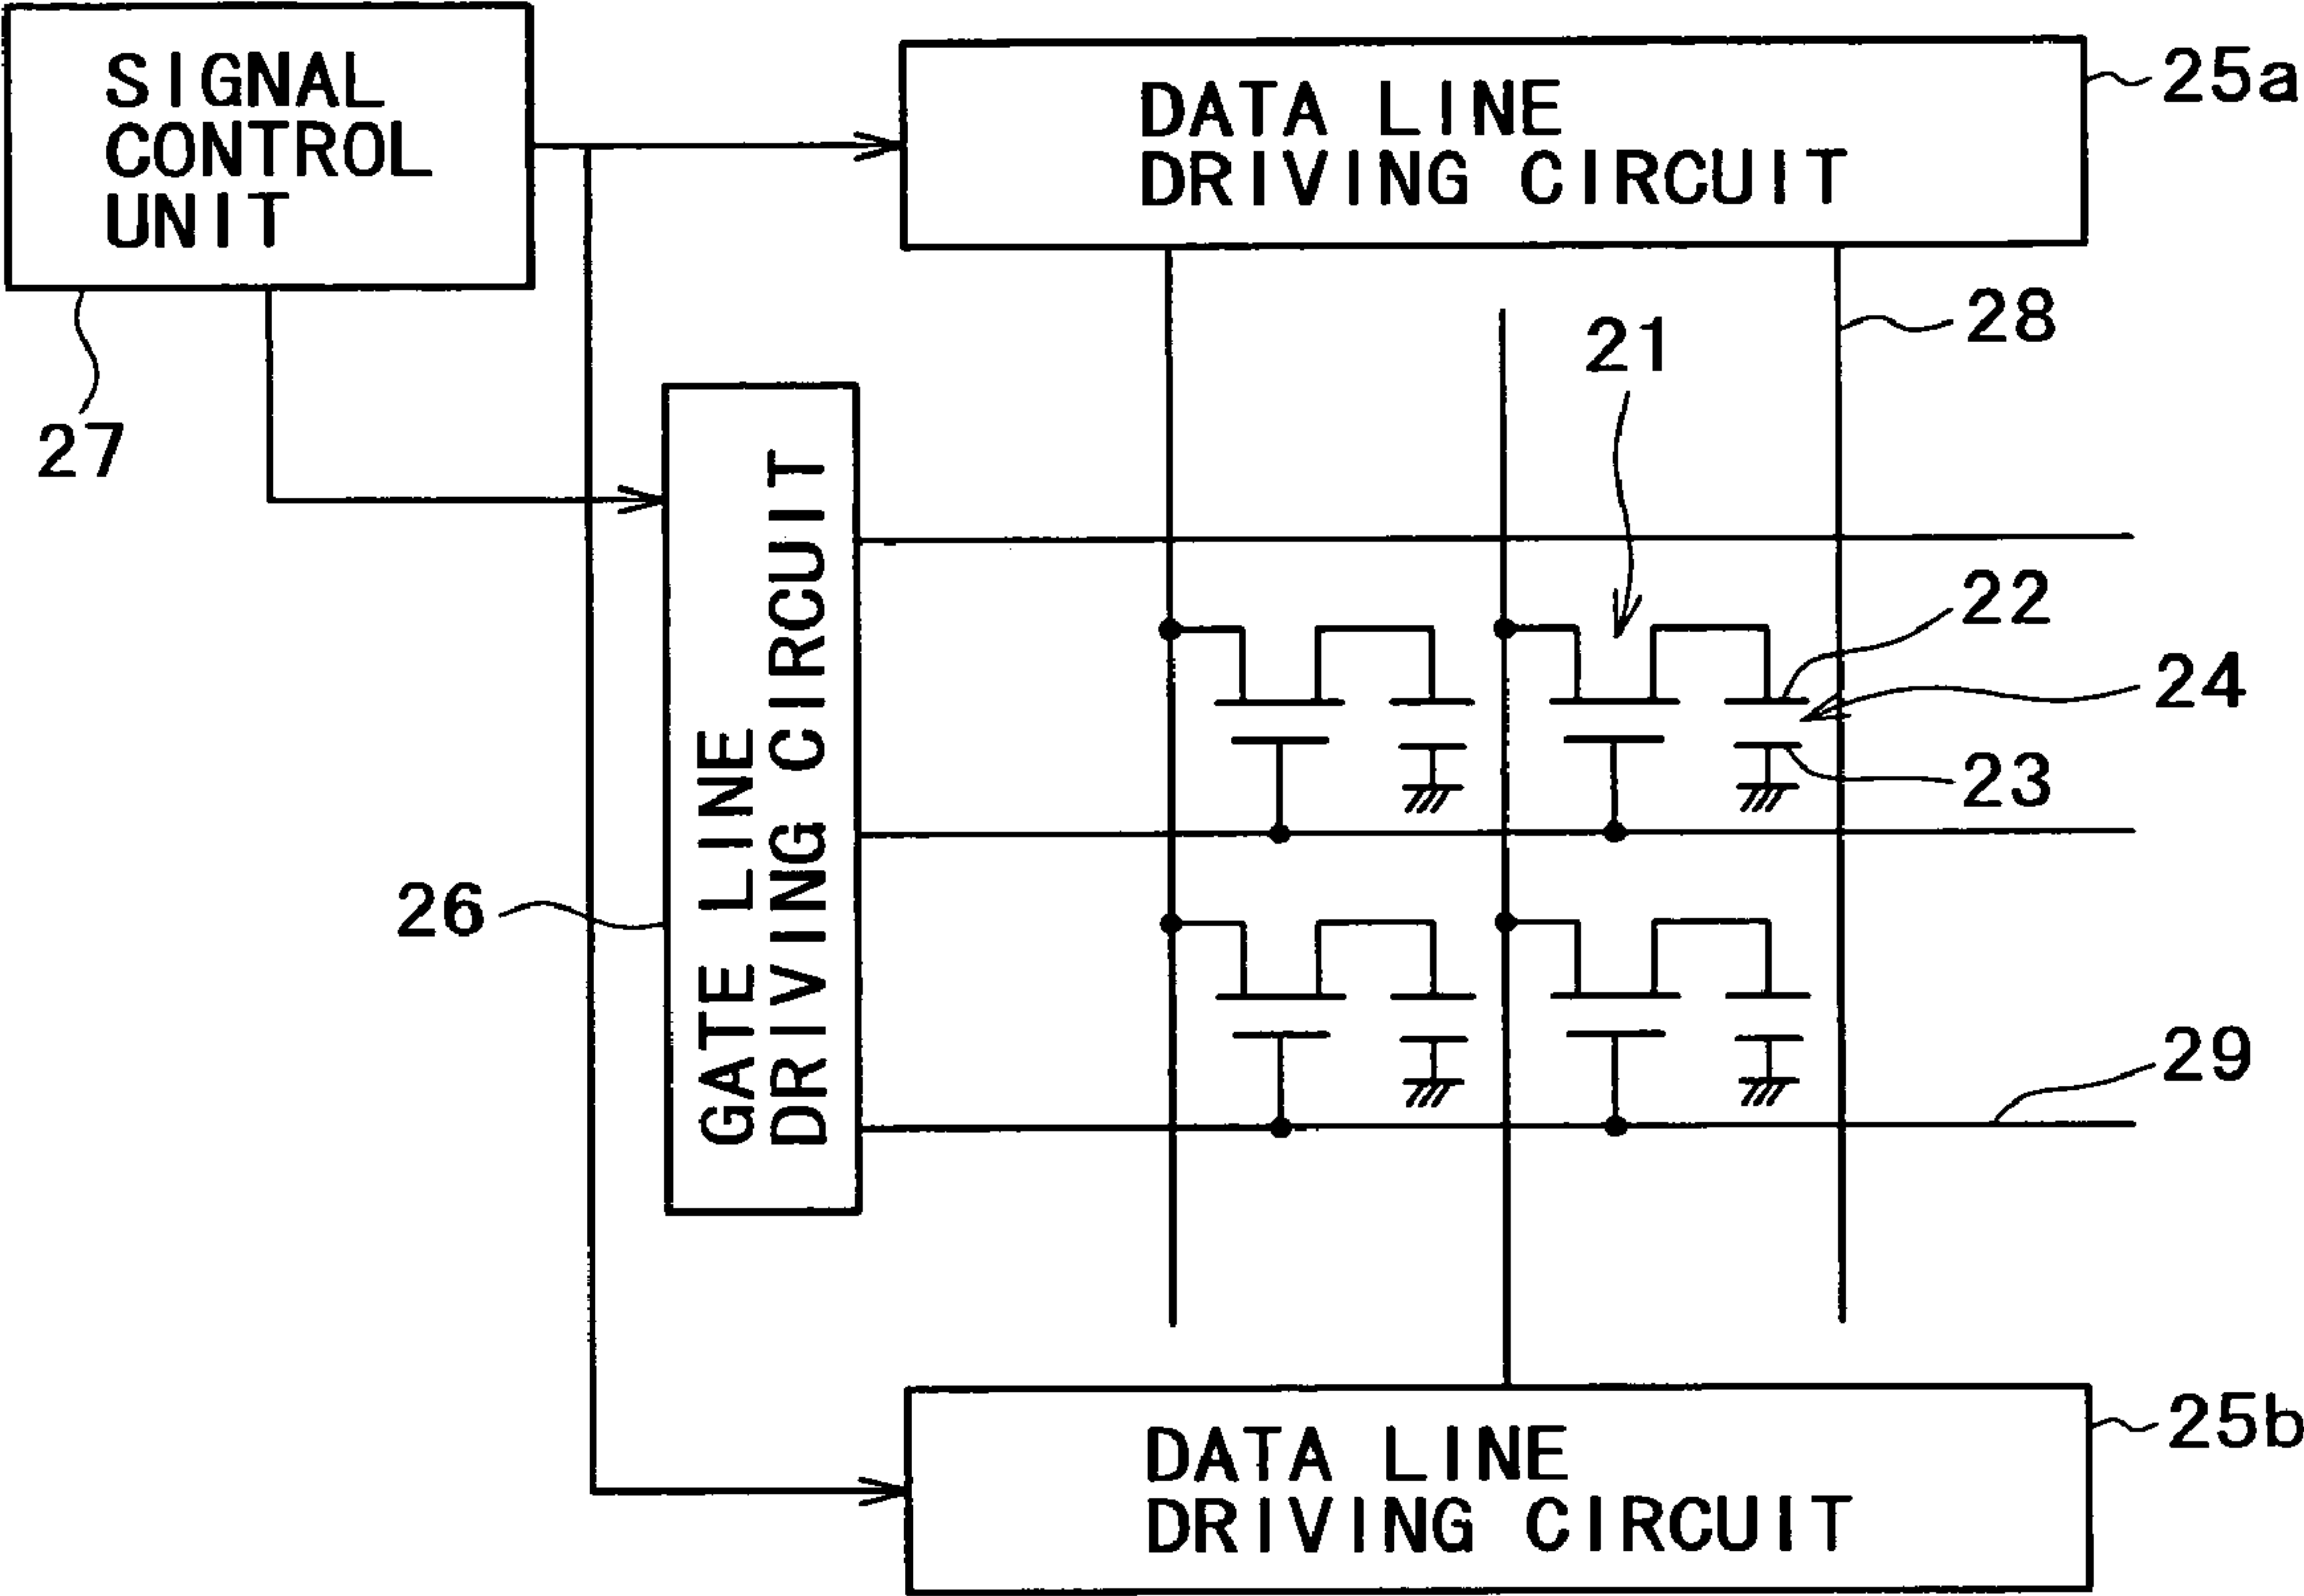 SIGNAL
CONTROL
UNIT
27
DATA LINE
DRIVING CIRCUIT
25a
28
21
22
24
23
GATE LINE
DRIVING CIRCUIT
26
29
DATA LINE
DRIVING CIRCUIT
25b